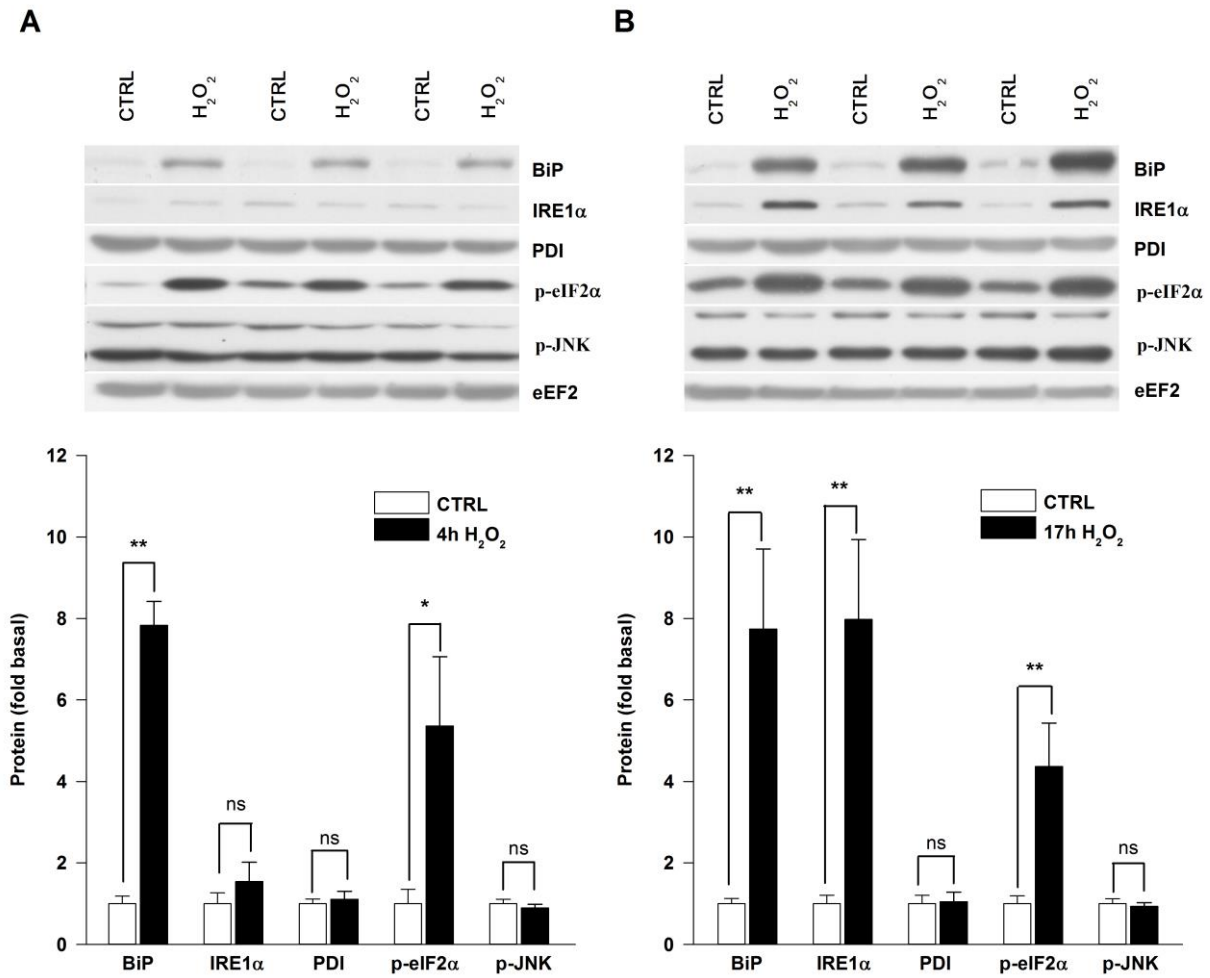 A
CTRL H₂O₂ CTRL H₂O₂ CTRL H₂O₂
BiP
IRE1α
PDI
p-eIF2α
p-JNK
eEF2
12
10
8
6
4
2
0
Protein (fold basal)
CTRL
4h H₂O₂
**
ns
ns
*
ns
BiP IRE1α PDI p-eIF2α p-JNK
B
CTRL H₂O₂ CTRL H₂O₂ CTRL H₂O₂
BiP
IRE1α
PDI
p-eIF2α
p-JNK
eEF2
12
10
8
6
4
2
0
Protein (fold basal)
CTRL
17h H₂O₂
**
**
ns
**
ns
BiP IRE1α PDI p-eIF2α p-JNK